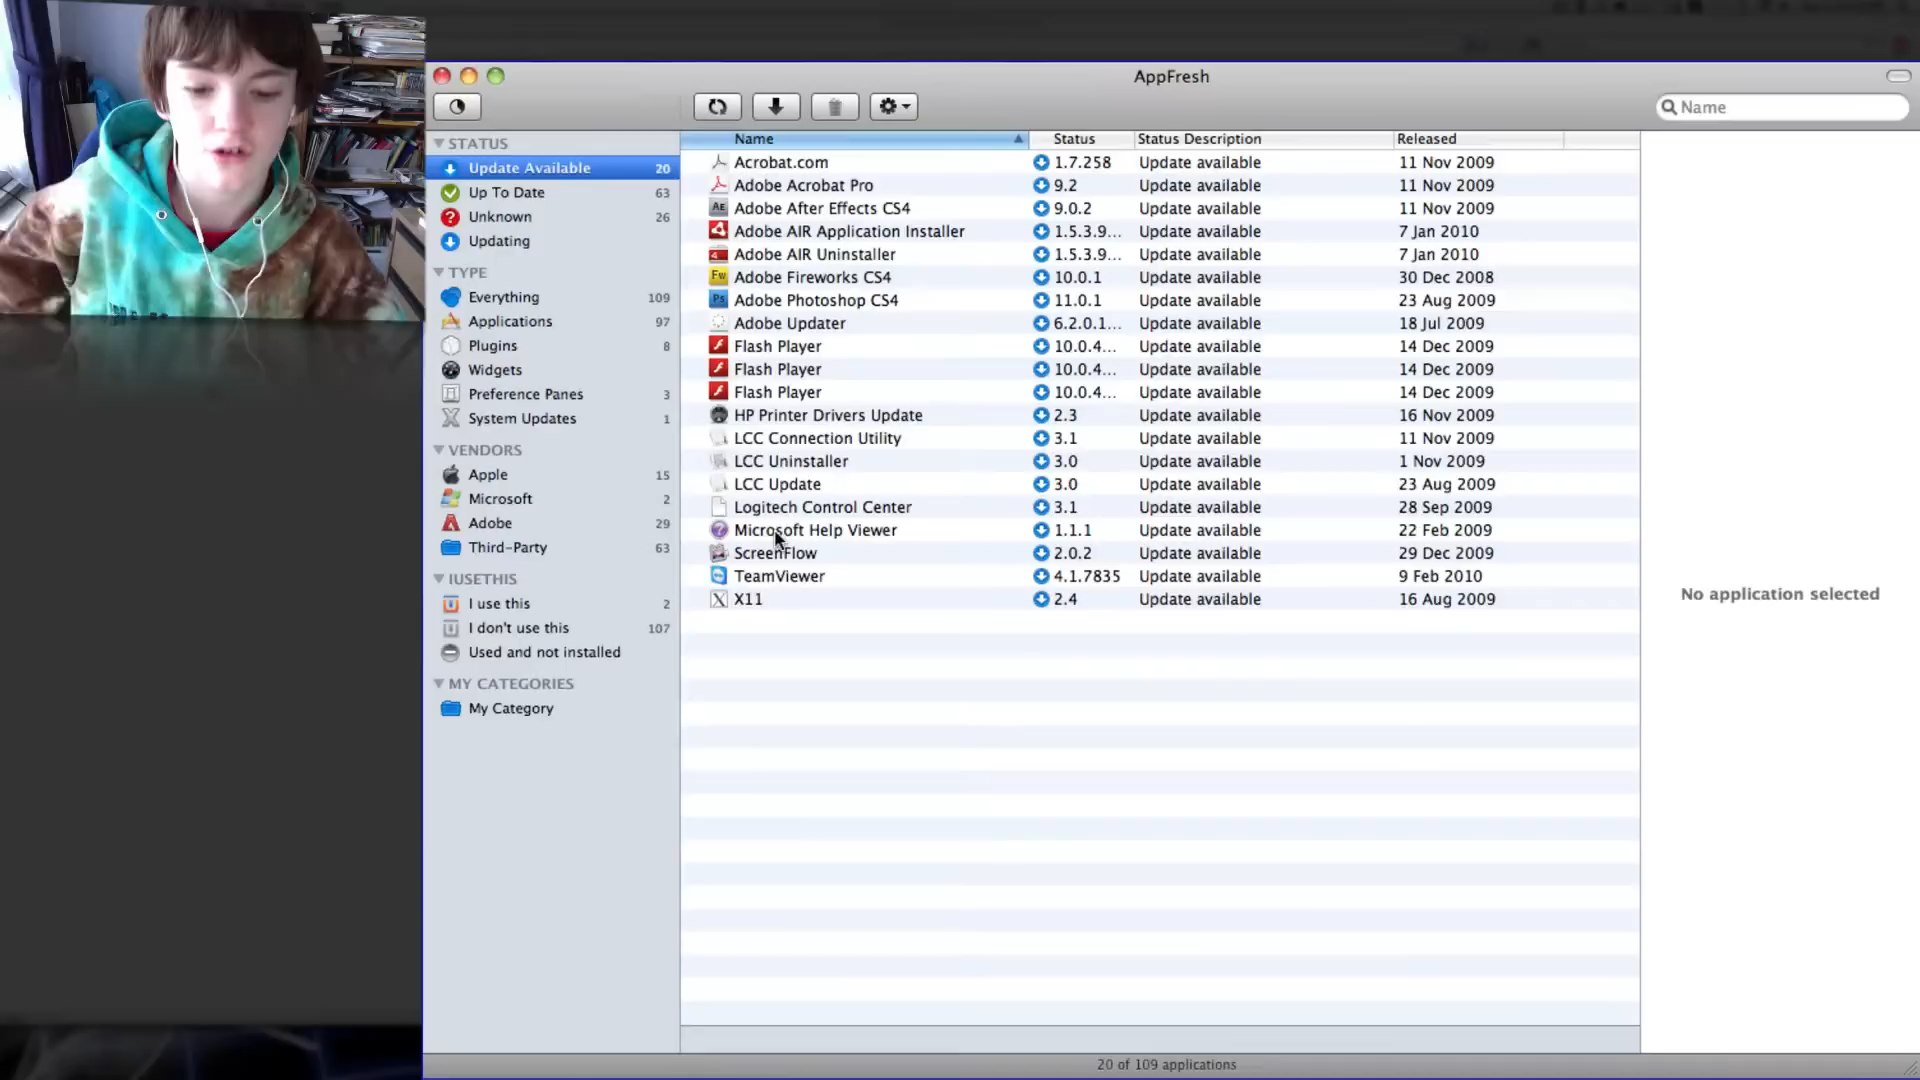 AppFresh
Name
STATUS
Update Available 20
Up To Date 63
Unknown 26
Updating
TYPE
Everything 109
Applications 97
Plugins 8
Widgets
Preference Panes 3
System Updates 1
VENDORS
Apple 15
Microsoft 2
Adobe 29
Third-Party 63
IUSETHIS
I use this 2
I don't use this 107
Used and not installed
MY CATEGORIES
My Category
Name Status Status Description Released
Acrobat.com 1.7.258 Update available 11 Nov 2009
Adobe Acrobat Pro 9.2 Update available 11 Nov 2009
AE Adobe After Effects CS4 9.0.2 Update available 11 Nov 2009
Adobe AIR Application Installer 1.5.3.9... Update available 7 Jan 2010
Adobe AIR Uninstaller 1.5.3.9... Update available 7 Jan 2010
Fw Adobe Fireworks CS4 10.0.1 Update available 30 Dec 2008
Ps Adobe Photoshop CS4 11.0.1 Update available 23 Aug 2009
Adobe Updater 6.2.0.1... Update available 18 Jul 2009
Flash Player 10.0.4... Update available 14 Dec 2009
Flash Player 10.0.4... Update available 14 Dec 2009
Flash Player 10.0.4... Update available 14 Dec 2009
HP Printer Drivers Update 2.3 Update available 16 Nov 2009
LCC Connection Utility 3.1 Update available 11 Nov 2009
LCC Uninstaller 3.0 Update available 1 Nov 2009
LCC Update 3.0 Update available 23 Aug 2009
Logitech Control Center 3.1 Update available 28 Sep 2009
Microsoft Help Viewer 1.1.1 Update available 22 Feb 2009
ScreenFlow 2.0.2 Update available 29 Dec 2009
TeamViewer 4.1.7835 Update available 9 Feb 2010
X11 2.4 Update available 16 Aug 2009
No application selected
20 of 109 applications